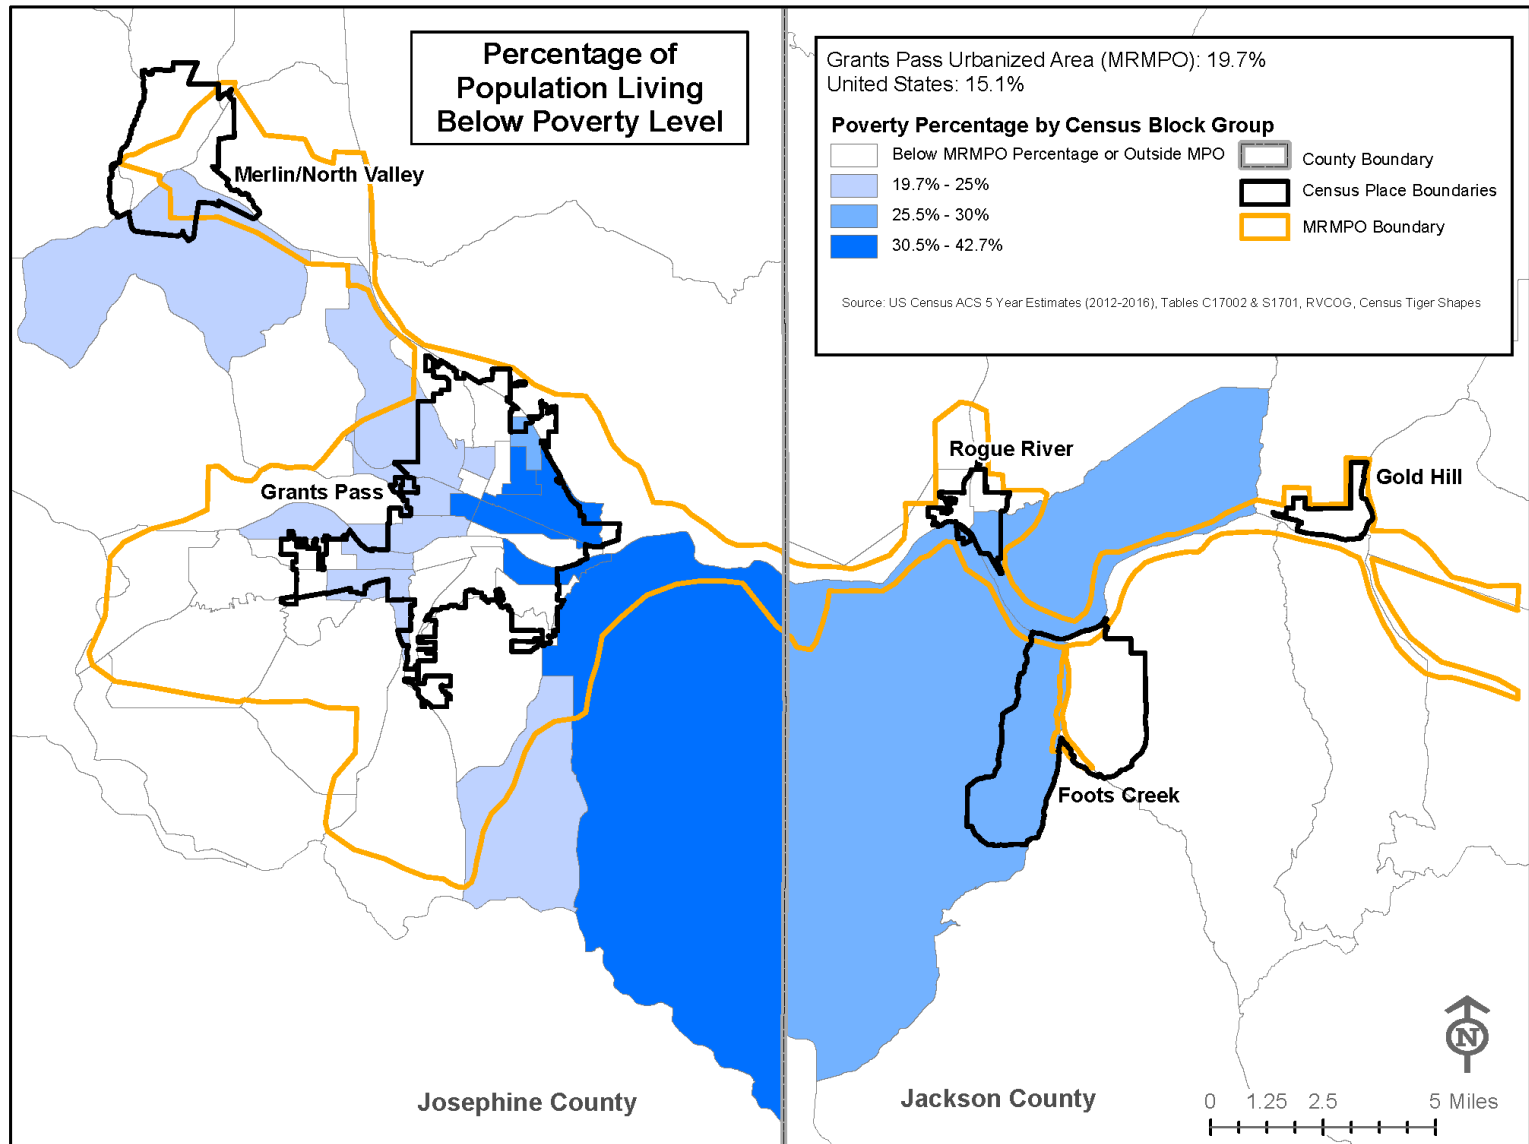 Percentage of
Population Living
Below Poverty Level
Grants Pass Urbanized Area (MRMPO): 19.7%
United States: 15.1%
Poverty Percentage by Census Block Group
Below MRMPO Percentage or Outside MPO
19.7% - 25%
25.5% - 30%
30.5% - 42.7%
County Boundary
Census Place Boundaries
MRMPO Boundary
Source: US Census ACS 5 Year Estimates (2012-2016), Tables C17002 & S1701, RVCOG, Census Tiger Shapes
Merlin/North Valley
Rogue River
Gold Hill
Grants Pass
Foots Creek
Josephine County
Jackson County
N
0 1.25 2.5 5 Miles